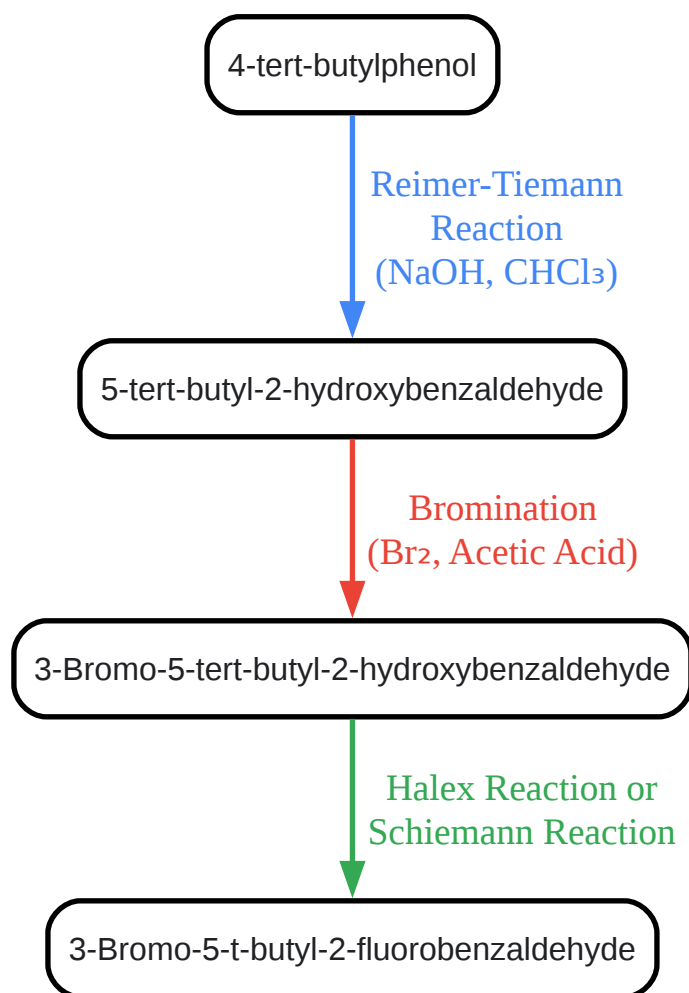 4-tert-butylphenol
Reimer-Tiemann
Reaction
(NaOH, CHCl₃)
5-tert-butyl-2-hydroxybenzaldehyde
Bromination
(Br₂, Acetic Acid)
3-Bromo-5-tert-butyl-2-hydroxybenzaldehyde
Halex Reaction or
Schiemann Reaction
3-Bromo-5-t-butyl-2-fluorobenzaldehyde